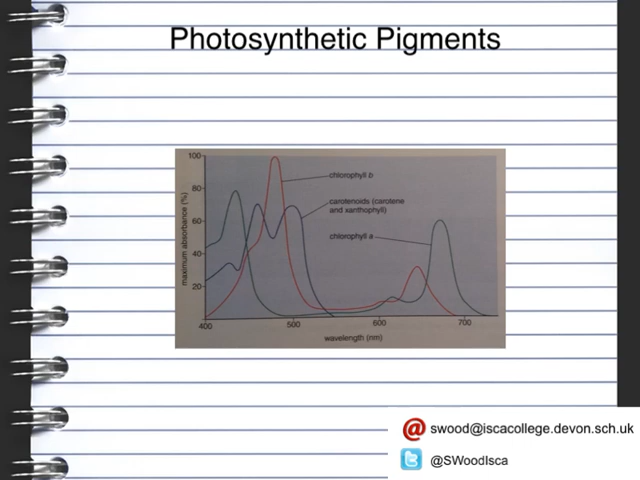 Photosynthetic Pigments
100
80
60
40
20
maximum absorbance (%)
chlorophyll b
carotenoids (carotene
and xanthophyll)
chlorophyll a
400
500
600
700
wavelength (nm)
swood@iscacollege.devon.sch.uk
@SWoodIsca